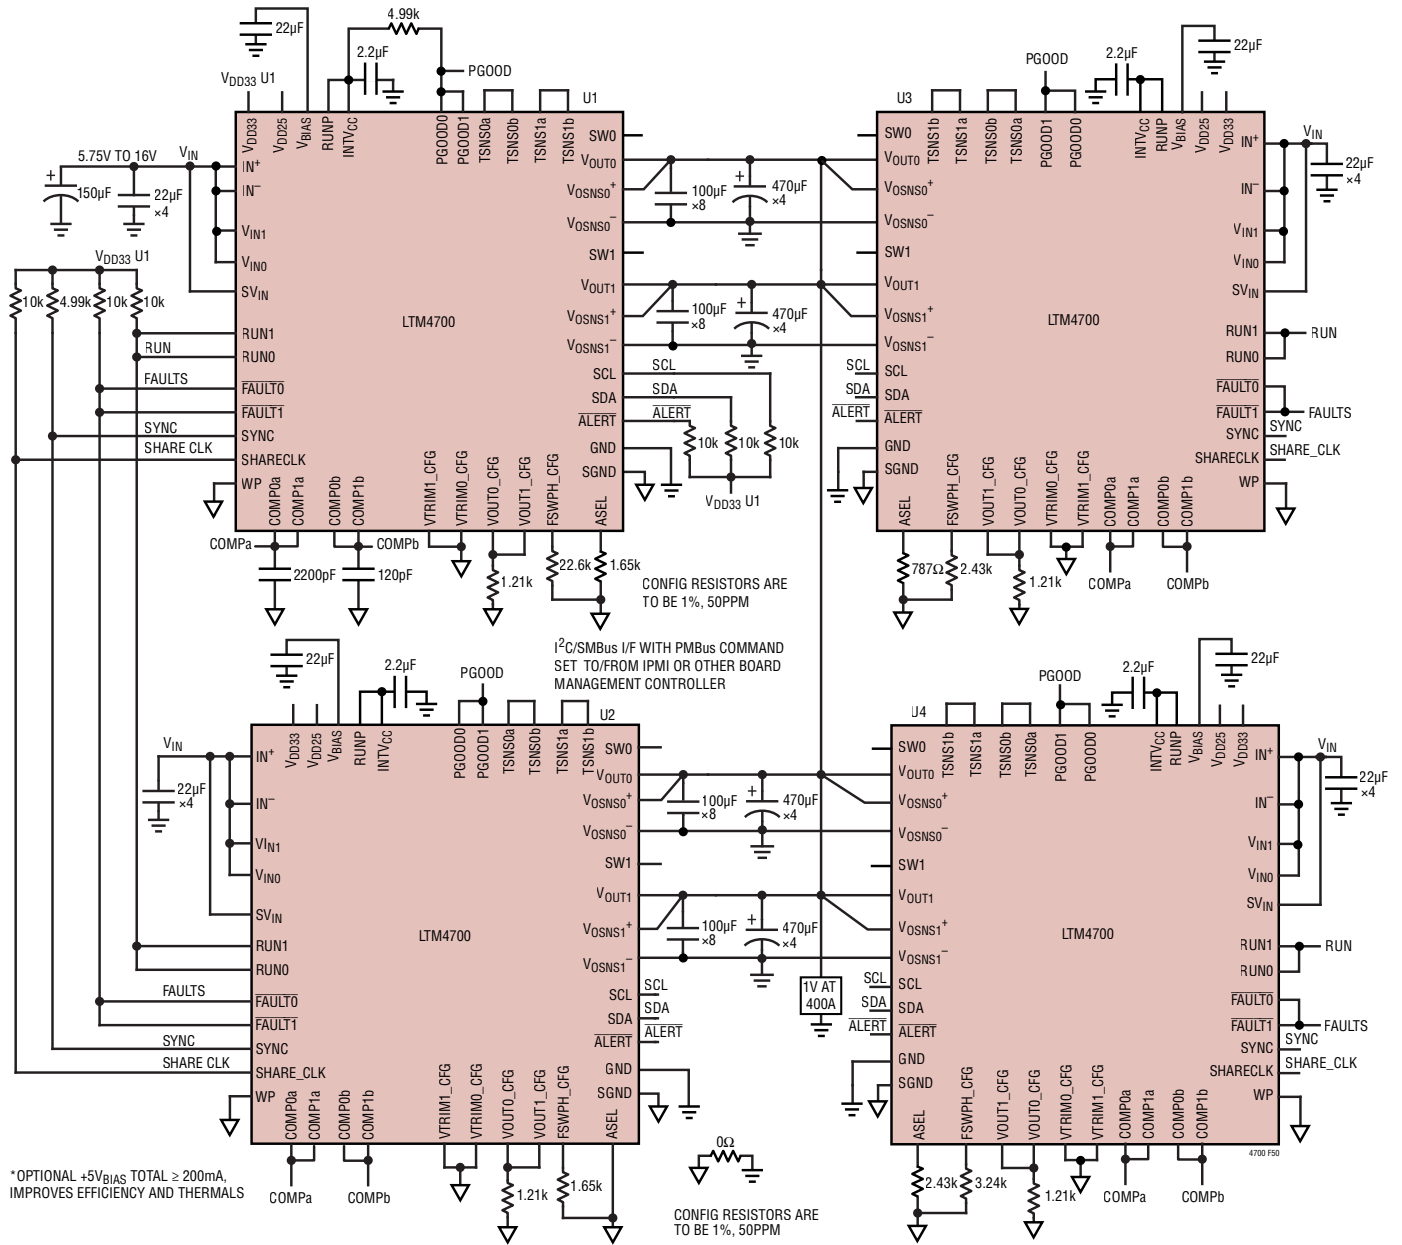 4.99k
22µF
2.2µF
PGOOD
VDD33 U1
U1
VDD33
VDD25
VBIAS
RUNP
INTVCC
PGOOD0
PGOOD1
TSNS0a
TSNS0b
TSNS1a
TSNS1b
5.75V TO 16V
VIN
150µF
22µF
×4
IN+
IN−
VIN1
VIN0
SVIN
RUN1
RUN0
FAULT0
FAULT1
SYNC
SHARECLK
WP
VDD33 U1
10k
4.99k
10k
10k
RUN
FAULTS
SYNC
SHARE CLK
LTM4700
SW0
VOUT0
VOSNS0+
VOSNS0−
SW1
VOUT1
VOSNS1+
VOSNS1−
SCL
SDA
ALERT
GND
SGND
100µF
×8
470µF
×4
100µF
×8
470µF
×4
SCL
SDA
ALERT
10k
10k
10k
VDD33 U1
COMP0a
COMP1a
COMP0b
COMP1b
VTRIM1_CFG
VTRIM0_CFG
VOUT0_CFG
VOUT1_CFG
FSWPH_CFG
ASEL
COMPa
COMPb
2200pF
120pF
1.21k
22.6k
1.65k
CONFIG RESISTORS ARE
TO BE 1%, 50PPM
PGOOD
2.2µF
22µF
U3
TSNS1b
TSNS1a
TSNS0b
TSNS0a
PGOOD1
PGOOD0
INTVCC
RUNP
VBIAS
VDD25
VDD33
SW0
VOUT0
VOSNS0+
VOSNS0−
SW1
VOUT1
VOSNS1+
VOSNS1−
SCL
SDA
ALERT
GND
SGND
SCL
SDA
ALERT
LTM4700
IN+
IN−
VIN1
VIN0
SVIN
RUN1
RUN0
FAULT0
FAULT1
SYNC
SHARECLK
WP
VIN
22µF
×4
RUN
FAULTS
SYNC
SHARE_CLK
ASEL
FSWPH_CFG
VOUT1_CFG
VOUT0_CFG
VTRIM0_CFG
VTRIM1_CFG
COMP0a
COMP1a
COMP0b
COMP1b
787Ω
2.43k
1.21k
COMPa
COMPb
I2C/SMBus I/F WITH PMBus COMMAND
SET TO/FROM IPMI OR OTHER BOARD
MANAGEMENT CONTROLLER
22µF
2.2µF
PGOOD
U2
VDD33
VDD25
VBIAS
RUNP
INTVCC
PGOOD0
PGOOD1
TSNS0a
TSNS0b
TSNS1a
TSNS1b
VIN
22µF
×4
IN+
IN−
VIN1
VIN0
SVIN
RUN1
RUN0
FAULT0
FAULT1
SYNC
SHARE_CLK
WP
FAULTS
SYNC
SHARE CLK
LTM4700
SW0
VOUT0
VOSNS0+
VOSNS0−
SW1
VOUT1
VOSNS1+
VOSNS1−
SCL
SDA
ALERT
GND
SGND
100µF
×8
470µF
×4
100µF
×8
470µF
×4
SCL
SDA
ALERT
1V AT
400A
COMP0a
COMP1a
COMP0b
COMP1b
VTRIM1_CFG
VTRIM0_CFG
VOUT0_CFG
VOUT1_CFG
FSWPH_CFG
ASEL
COMPa
COMPb
1.21k
1.65k
*OPTIONAL +5VBIAS TOTAL ≥ 200mA,
IMPROVES EFFICIENCY AND THERMALS
0Ω
CONFIG RESISTORS ARE
TO BE 1%, 50PPM
PGOOD
2.2µF
22µF
U4
TSNS1b
TSNS1a
TSNS0b
TSNS0a
PGOOD1
PGOOD0
INTVCC
RUNP
VBIAS
VDD25
VDD33
SW0
VOUT0
VOSNS0+
VOSNS0−
SW1
VOUT1
VOSNS1+
VOSNS1−
SCL
SDA
ALERT
GND
SGND
SCL
SDA
ALERT
LTM4700
IN+
IN−
VIN1
VIN0
SVIN
RUN1
RUN0
FAULT0
FAULT1
SYNC
SHARECLK
WP
VIN
22µF
×4
RUN
FAULTS
SYNC
SHARE_CLK
ASEL
FSWPH_CFG
VOUT1_CFG
VOUT0_CFG
VTRIM0_CFG
VTRIM1_CFG
COMP0a
COMP1a
COMP0b
COMP1b
2.43k
3.24k
1.21k
COMPa
COMPb
4700 F50